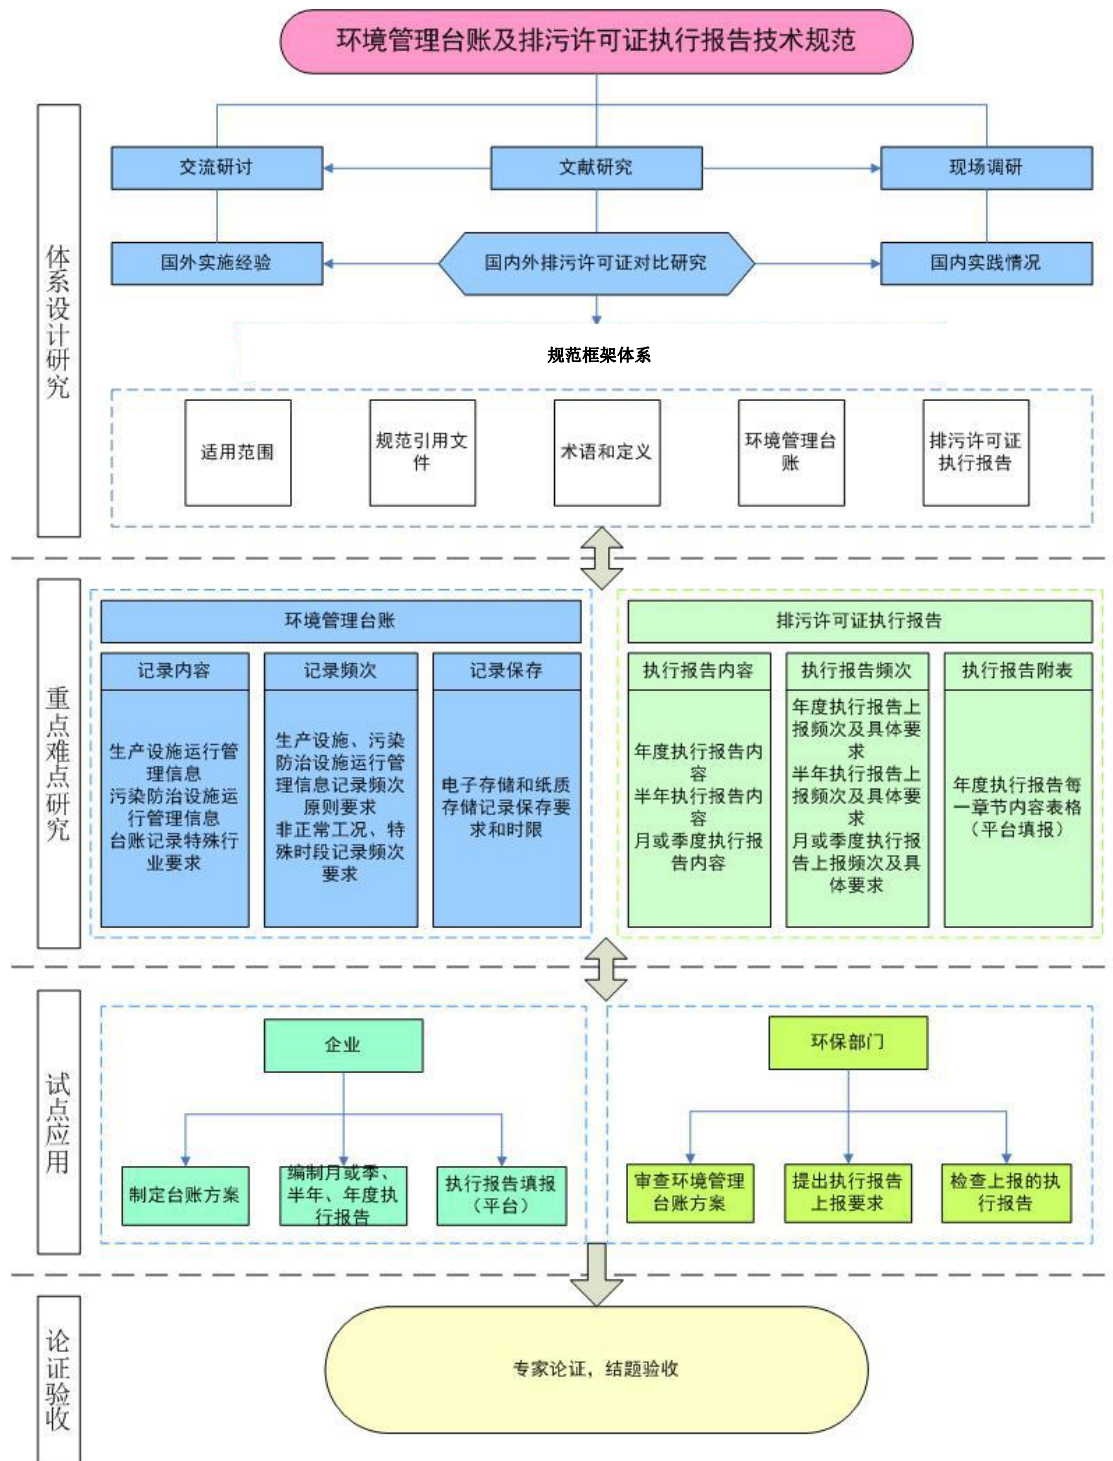 环境管理台账及排污许可证执行报告技术规范
体系设计研究
交流研讨
文献研究
现场调研
国外实施经验
国内外排污许可证对比研究
国内实践情况
规范框架体系
适用范围
规范引用文
件
术语和定义
环境管理台
账
排污许可证
执行报告
重点难点研究
环境管理台账
记录内容
生产设施运行管
理信息
污染防治设施运
行管理信息
台账记录特殊行
业要求
记录频次
生产设施、污染
防治设施运行管
理信息记录频次
原则要求
非正常工况、特
殊时段记录频次
要求
记录保存
电子存储和纸质
存储记录保存要
求和时限
排污许可证执行报告
执行报告内容
年度执行报告内
容
半年执行报告内
容
月或季度执行报
告内容
执行报告频次
年度执行报告上
报频次及具体要
求
半年执行报告上
报频次及具体要
求
月或季度执行报
告上报频次及具
体要求
执行报告附表
年度执行报告每
一章节内容表格
（平台填报）
试点应用
企业
制定台账方案
编制月或季、
半年、年度执
行报告
执行报告填报
（平台）
环保部门
审查环境管理
台账方案
提出执行报告
上报要求
检查上报的执
行报告
论证验收
专家论证，结题验收